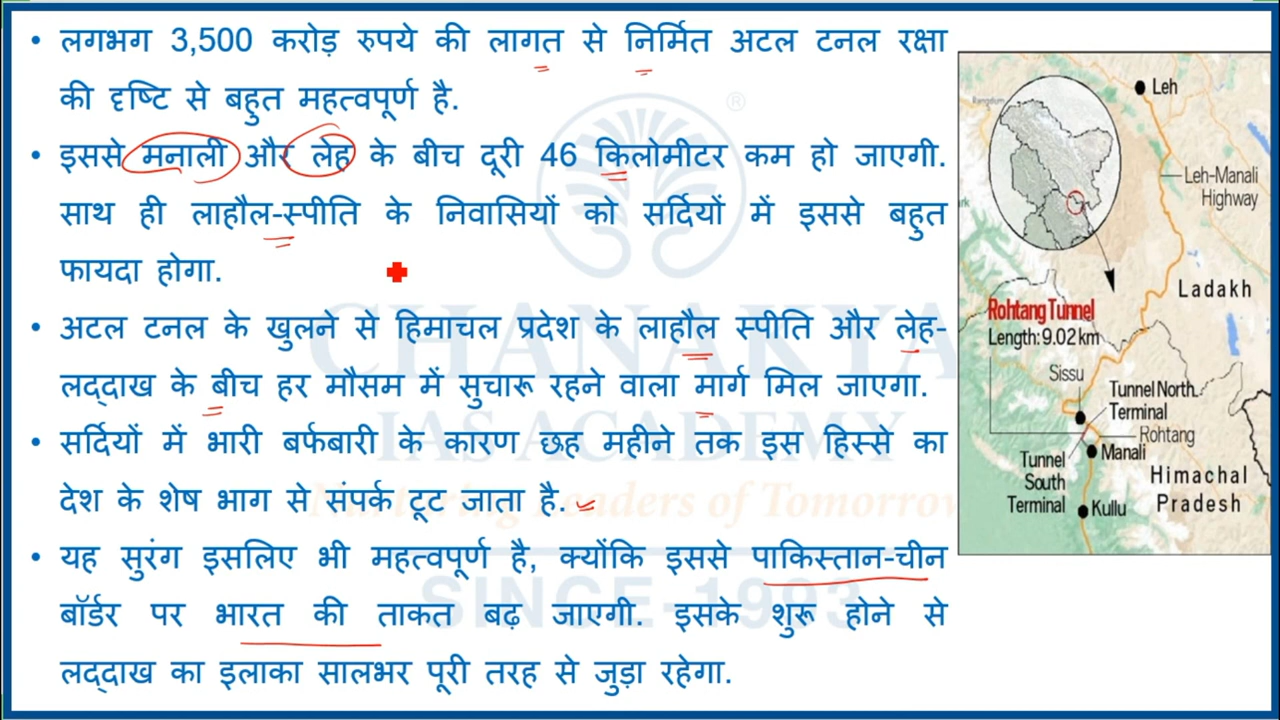 • लगभग 3,500 करोड़ रुपये की लागत से निर्मित अटल टनल रक्षा
की दृष्टि से बहुत महत्वपूर्ण है.
• इससे मनाली और लेह के बीच दूरी 46 किलोमीटर कम हो जाएगी.
साथ ही लाहौल-स्पीति के निवासियों को सर्दियों में इससे बहुत
फायदा होगा.
• अटल टनल के खुलने से हिमाचल प्रदेश के लाहौल स्पीति और लेह-
लद्दाख के बीच हर मौसम में सुचारू रहने वाला मार्ग मिल जाएगा.
• सर्दियों में भारी बर्फबारी के कारण छह महीने तक इस हिस्से का
देश के शेष भाग से संपर्क टूट जाता है.
• यह सुरंग इसलिए भी महत्वपूर्ण है, क्योंकि इससे पाकिस्तान-चीन
बॉर्डर पर भारत की ताकत बढ़ जाएगी. इसके शुरू होने से
लद्दाख का इलाका सालभर पूरी तरह से जुड़ा रहेगा.
®
CHANAKYA
IAS ACADEMY
Nurturing Leaders of Tomorrow
SINCE-1993
Leh
Leh-Manali
Highway
Ladakh
Rohtang Tunnel
Length: 9.02 km
Sissu
Tunnel North
Terminal
Rohtang
Manali
Tunnel
South
Terminal
Himachal
Pradesh
Kullu